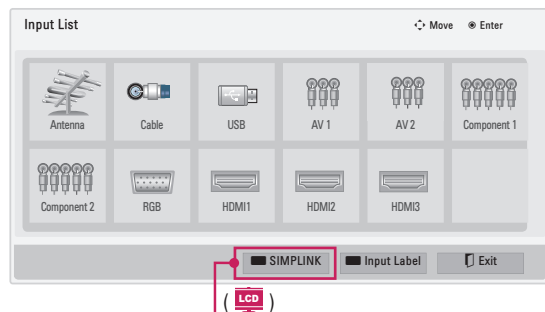 Input List Move Enter
Antenna Cable USB AV 1 AV 2 Component 1
Component 2 RGB HDMI1 HDMI2 HDMI3
SIMPLINK Input Label Exit
( LCD )